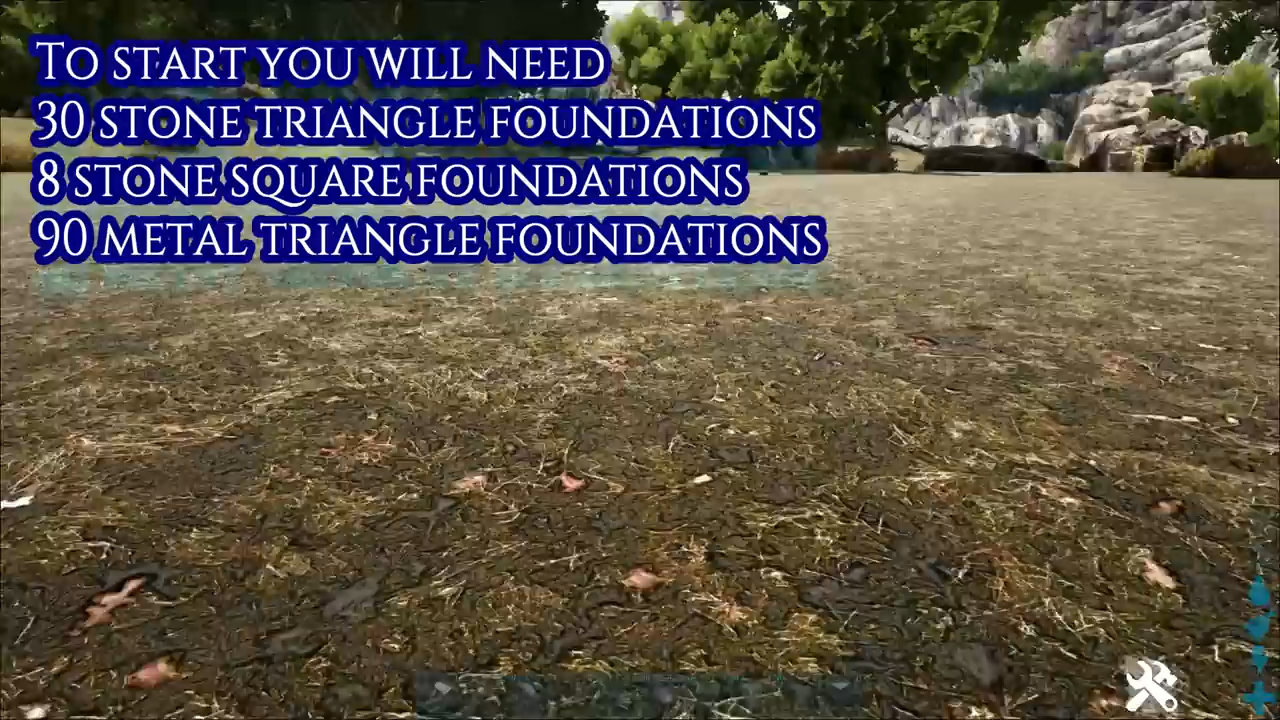 To start you will need
30 stone triangle foundations
8 stone square foundations
90 metal triangle foundations